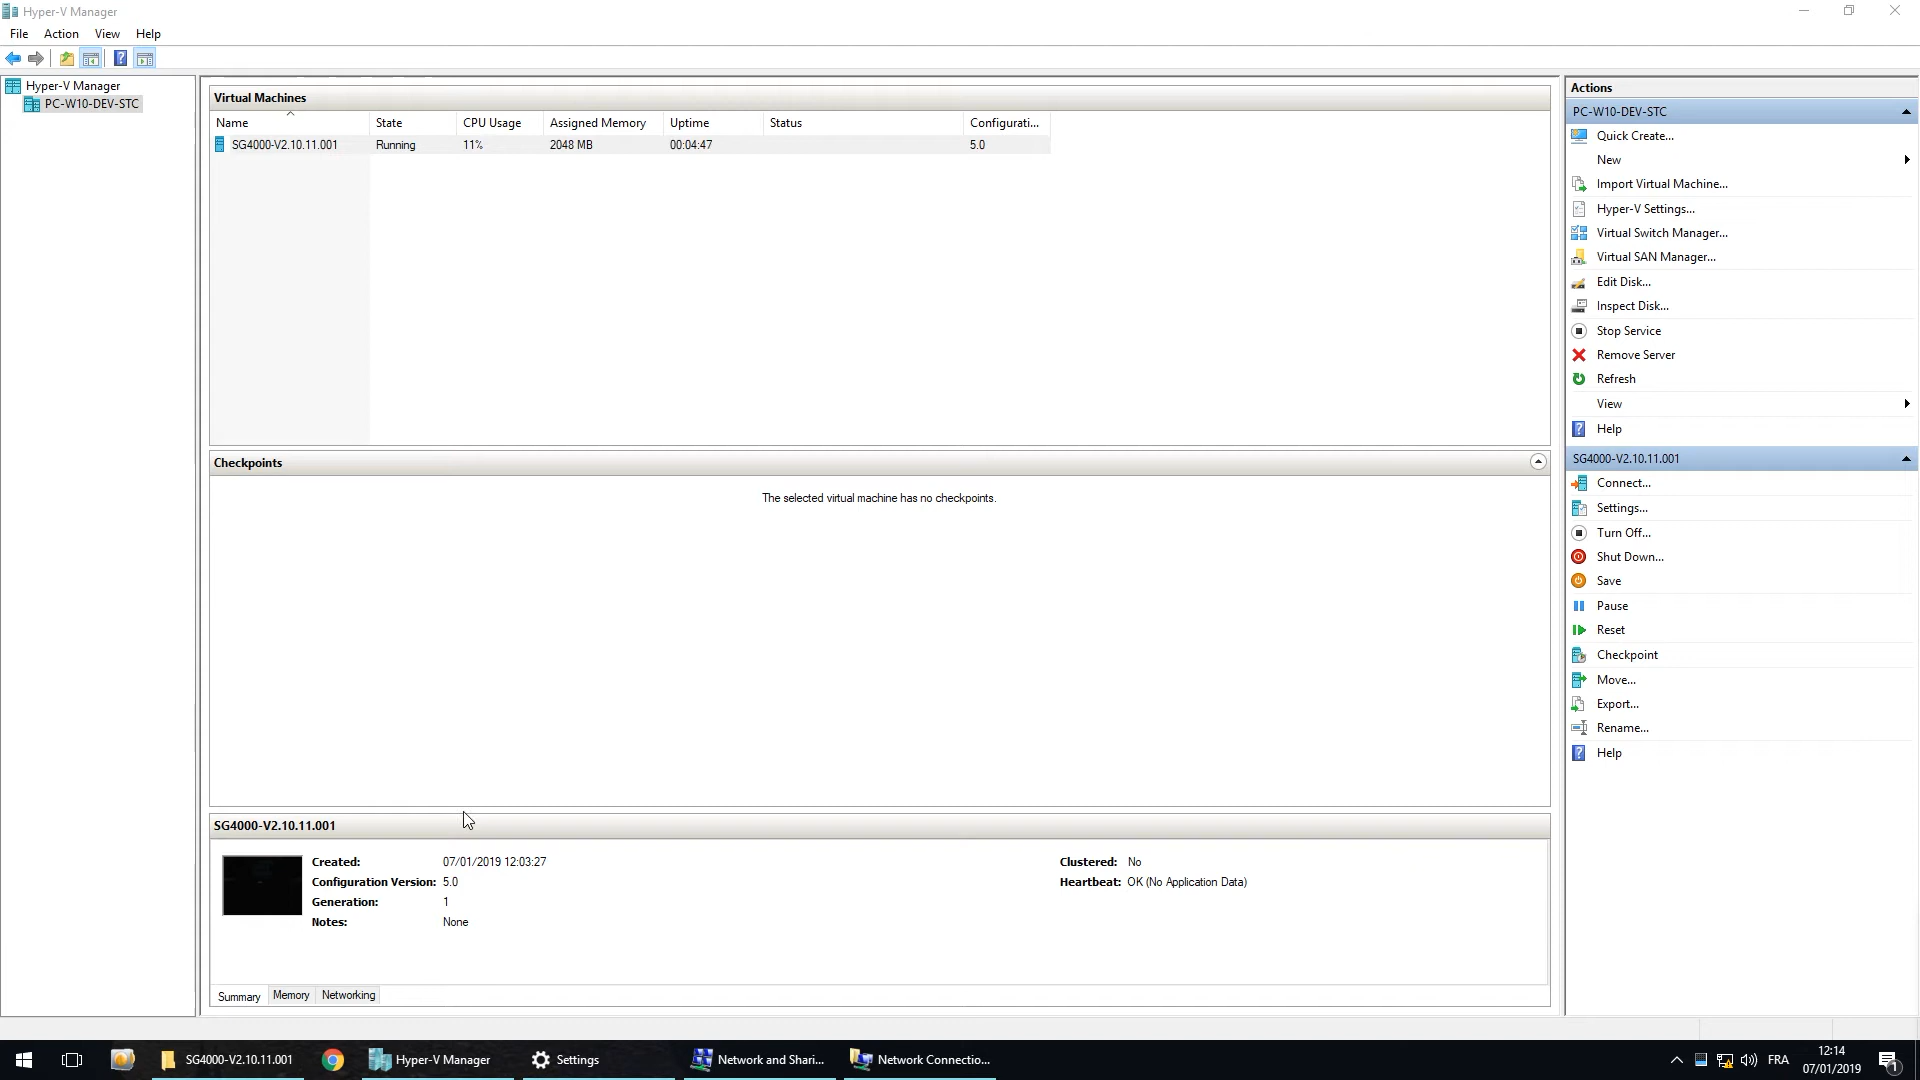 Hyper-V Manager
File Action View Help
Hyper-V Manager
PC-W10-DEV-STC
Virtual Machines
Name State CPU Usage Assigned Memory Uptime Status Configurati...
SG4000-V2.10.11.001 Running 11% 2048 MB 00:04:47 5.0
Checkpoints
The selected virtual machine has no checkpoints.
SG4000-V2.10.11.001
Created: 07/01/2019 12:03:27 Clustered: No
Configuration Version: 5.0 Heartbeat: OK (No Application Data)
Generation: 1
Notes: None
Summary Memory Networking
Actions
PC-W10-DEV-STC
Quick Create...
New
Import Virtual Machine...
Hyper-V Settings...
Virtual Switch Manager...
Virtual SAN Manager...
Edit Disk...
Inspect Disk...
Stop Service
Remove Server
Refresh
View
Help
SG4000-V2.10.11.001
Connect...
Settings...
Turn Off...
Shut Down...
Save
Pause
Reset
Checkpoint
Move...
Export...
Rename...
Help
SG4000-V2.10.11.001 Hyper-V Manager Settings Network and Shari... Network Connectio... FRA 12:14
07/01/2019
1